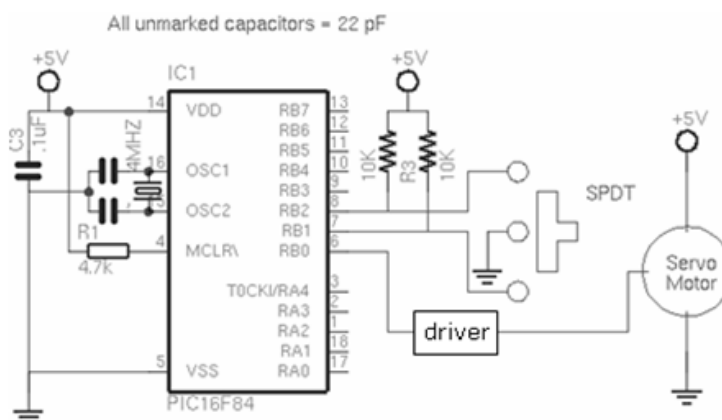 All unmarked capacitors = 22 pF
+5V
IC1
+5V
+5V
C3
.1uF
14
VDD
RB7
13
RB6
12
RB5
11
4MHZ
16
OSC1
RB4
10
RB3
9
10K
R3
10K
OSC2
RB2
8
SPDT
RB1
7
R1
4.7k
4
MCLR\
RB0
6
Servo
Motor
T0CKI/RA4
3
RA3
2
driver
RA2
1
RA1
18
5
VSS
RA0
17
PIC16F84